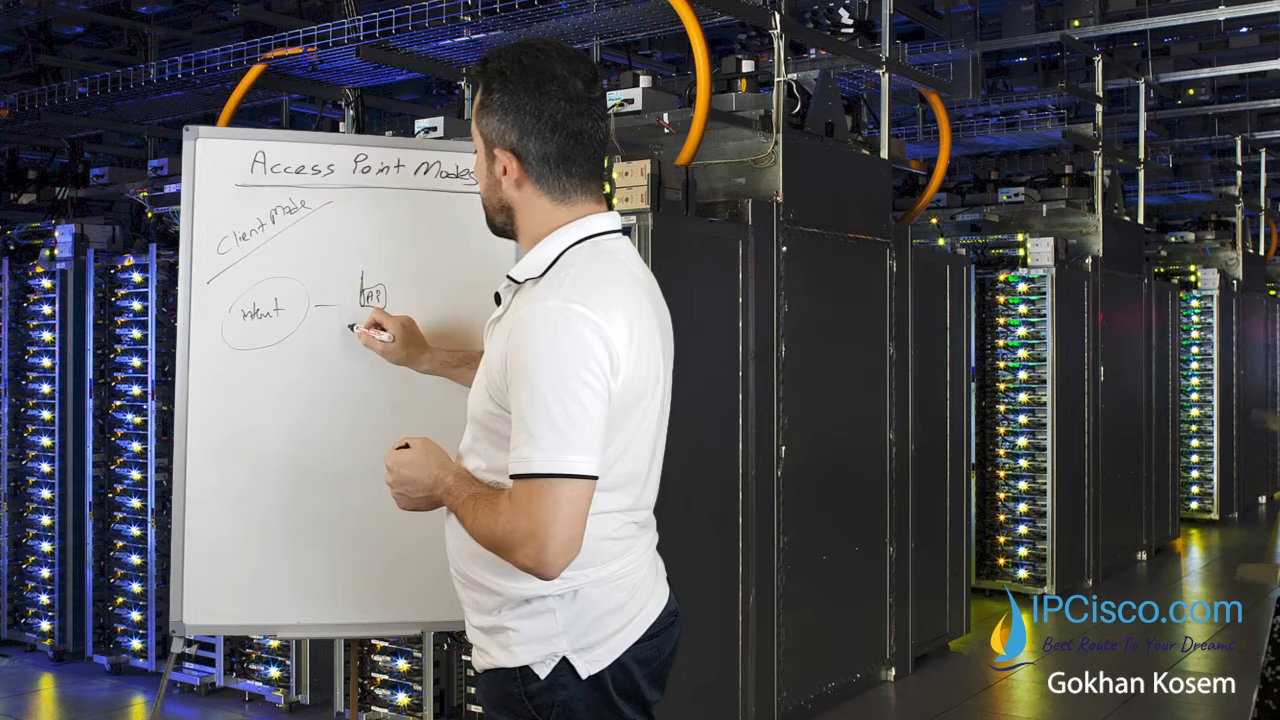 Access Point Modes
Client Mode
AP
IPCisco.com
Best Route To Your Dreams
Gokhan Kosem